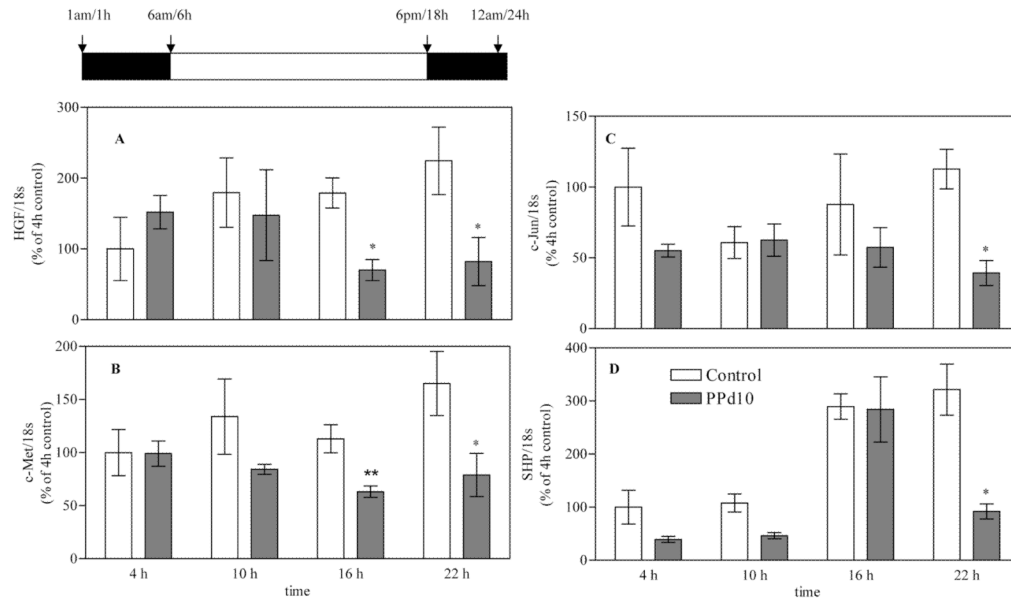 1am/1h 6am/6h 6pm/18h 12am/24h
A
HGF/18s
(% of 4h control)
300
200
100
0
B
c-Met/18s
(% of 4h control)
200
150
100
50
0
**
*
*
*
4 h 10 h 16 h 22 h
time
C
c-Jun/18s
(% 4h control)
150
100
50
0
*
D
Control
PPd10
SHP/18s
(% of 4h control)
400
300
200
100
0
*
4 h 10 h 16 h 22 h
time